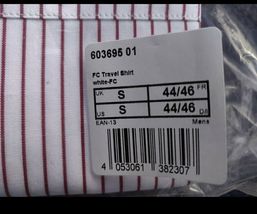 603695 01
FC Travel Shirt
white-FC
UK S 44/46 FR
US S 44/46 D/I
EAN-13 Mens
4 053061 382307